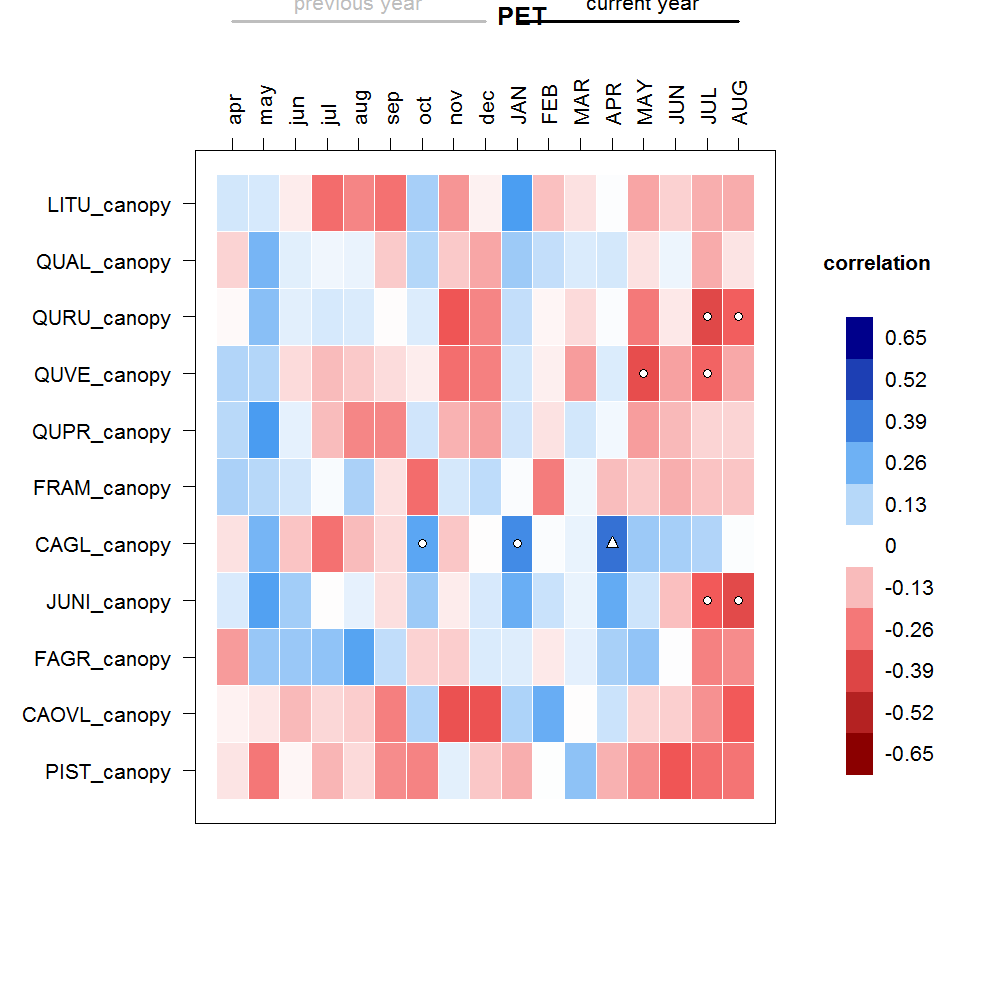 previous year
current year
PET
apr may jun jul aug sep oct nov dec JAN FEB MAR APR MAY JUN JUL AUG
LITU_canopy
QUAL_canopy
QURU_canopy
QUVE_canopy
QUPR_canopy
FRAM_canopy
CAGL_canopy
JUNI_canopy
FAGR_canopy
CAOVL_canopy
PIST_canopy
correlation
0.65
0.52
0.39
0.26
0.13
0
-0.13
-0.26
-0.39
-0.52
-0.65